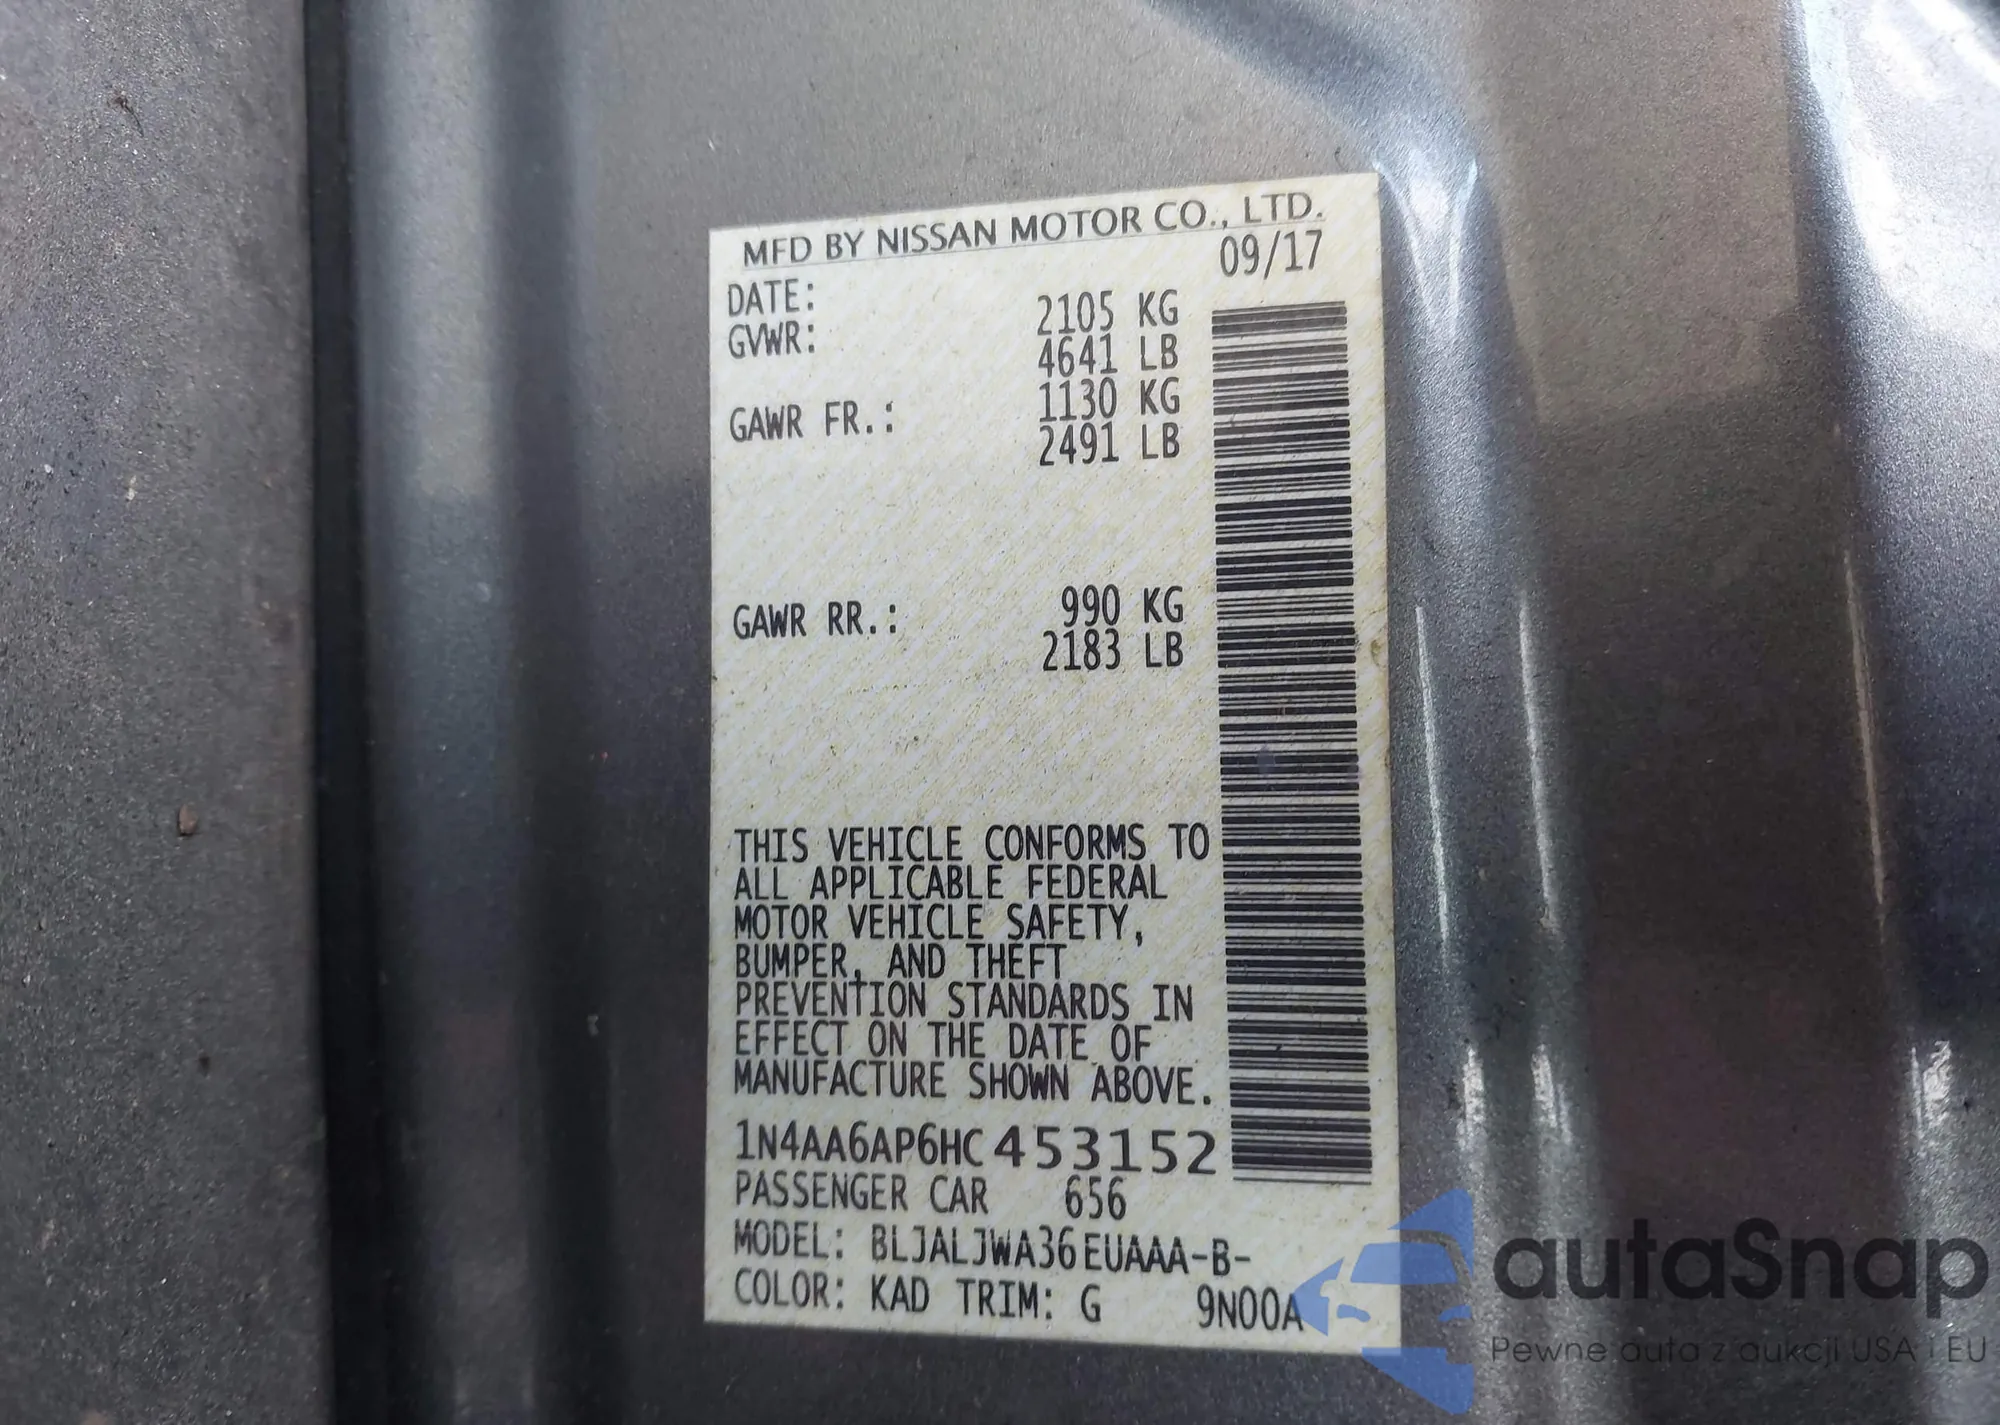 MFD BY NISSAN MOTOR CO., LTD.
DATE: 09/17
GVWR: 2105 KG
4641 LB
GAWR FR.: 1130 KG
2491 LB
GAWR RR.: 990 KG
2183 LB
THIS VEHICLE CONFORMS TO
ALL APPLICABLE FEDERAL
MOTOR VEHICLE SAFETY,
BUMPER, AND THEFT
PREVENTION STANDARDS IN
EFFECT ON THE DATE OF
MANUFACTURE SHOWN ABOVE.
1N4AA6AP6HC453152
PASSENGER CAR 656
MODEL: BLJALJWA36EUAAA-B-
COLOR: KAD TRIM: G 9N00A
autaSnap
Pewne auta z aukcji USA i EU